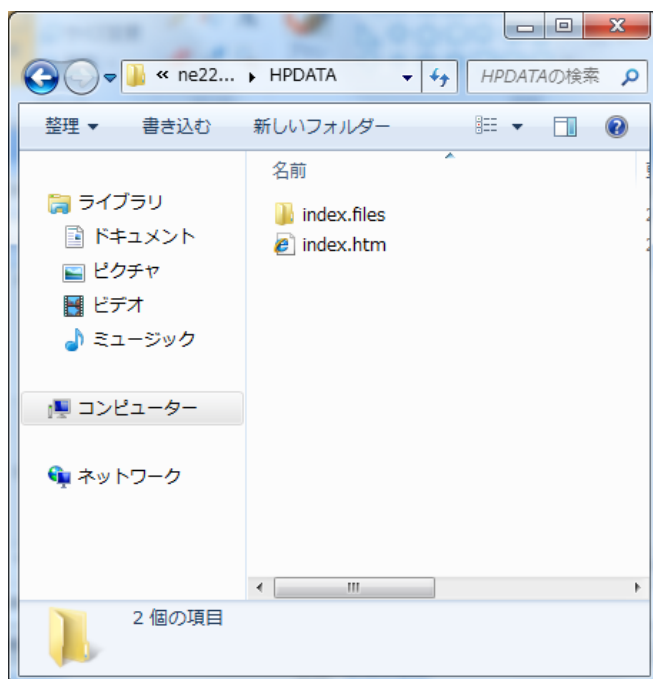 « ne22... ▸ HPDATA
HPDATAの検索
整理 書き込む 新しいフォルダー
名前
ライブラリ
ドキュメント
ピクチャ
ビデオ
ミュージック
コンピューター
ネットワーク
index.files
index.htm
2 個の項目